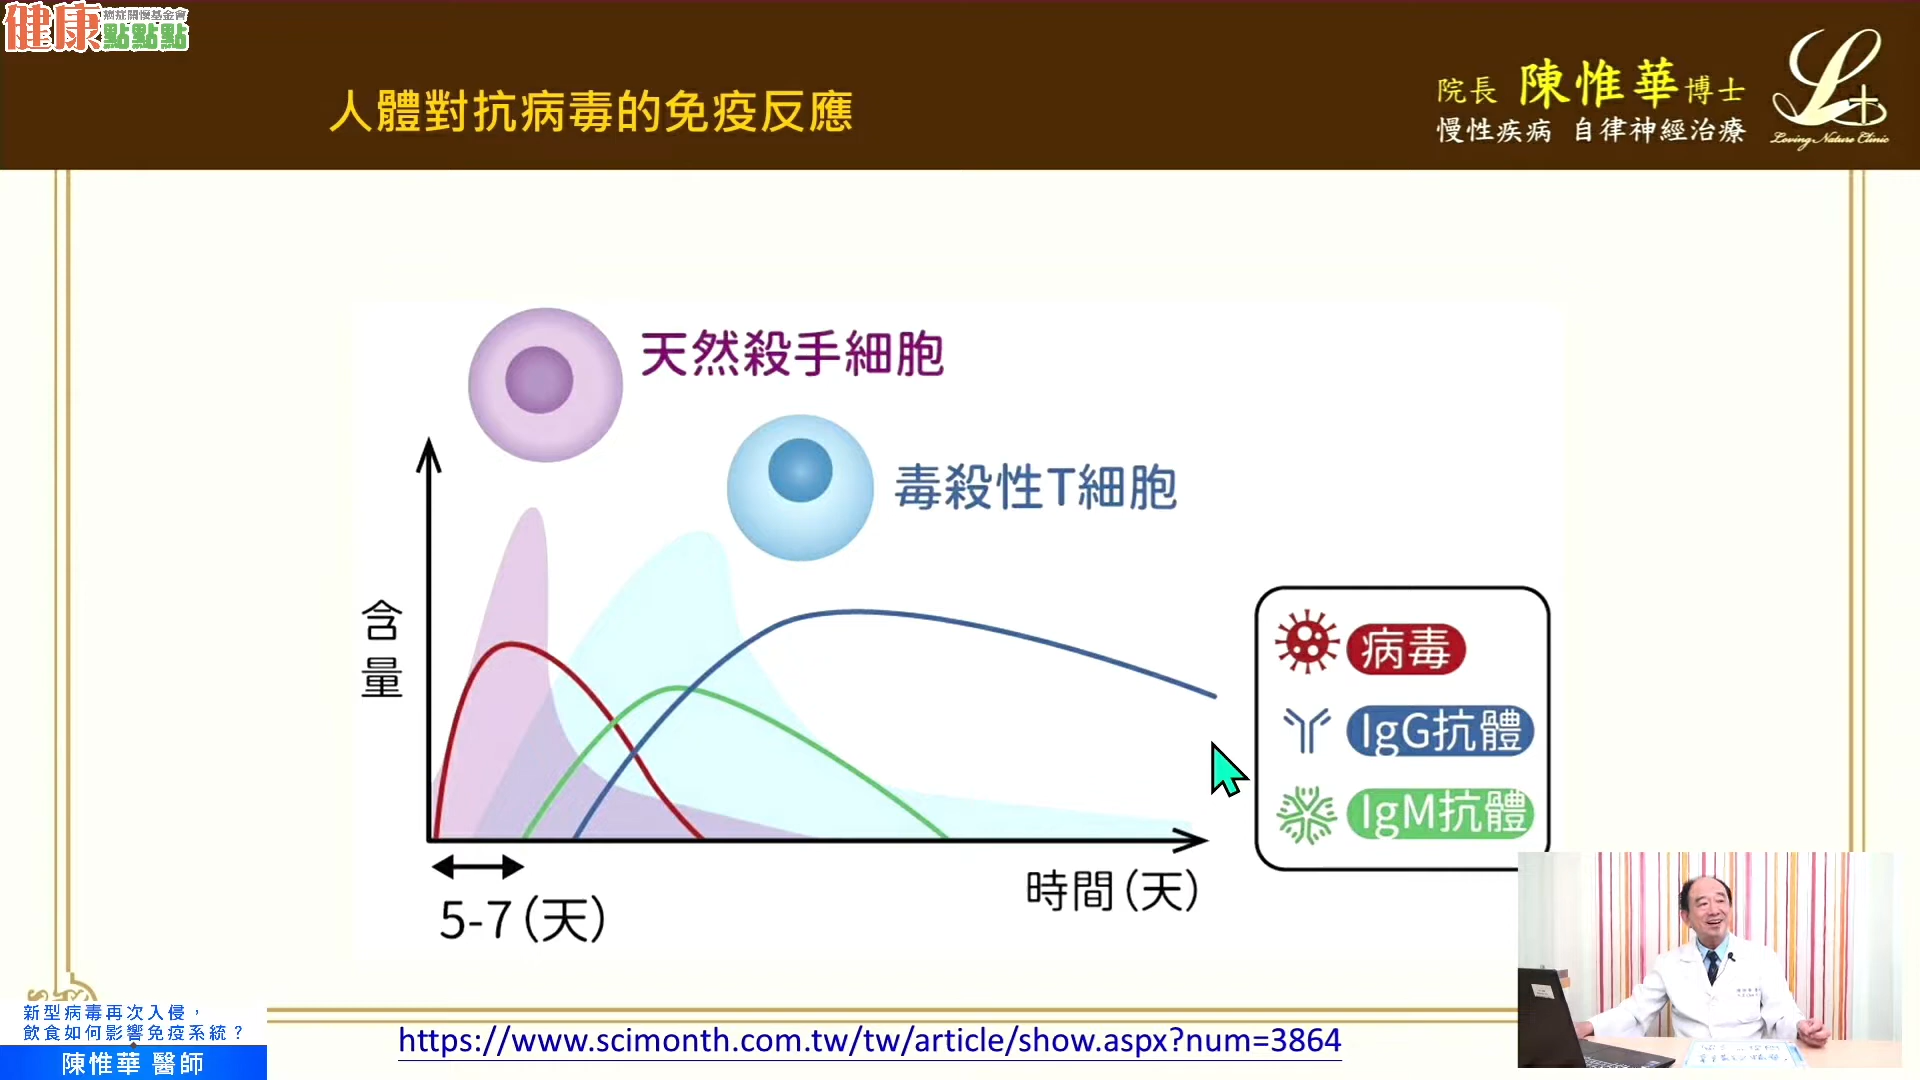 健康
癌症關懷基金會
點點點
人體對抗病毒的免疫反應
院長 陳惟華博士
慢性疾病 自律神經治療
Loving Nature Clinic
天然殺手細胞
毒殺性T細胞
含量
病毒
IgG抗體
IgM抗體
時間(天)
5-7(天)
新型病毒再次入侵，
飲食如何影響免疫系統？
陳惟華 醫師
https://www.scimonth.com.tw/tw/article/show.aspx?num=3864